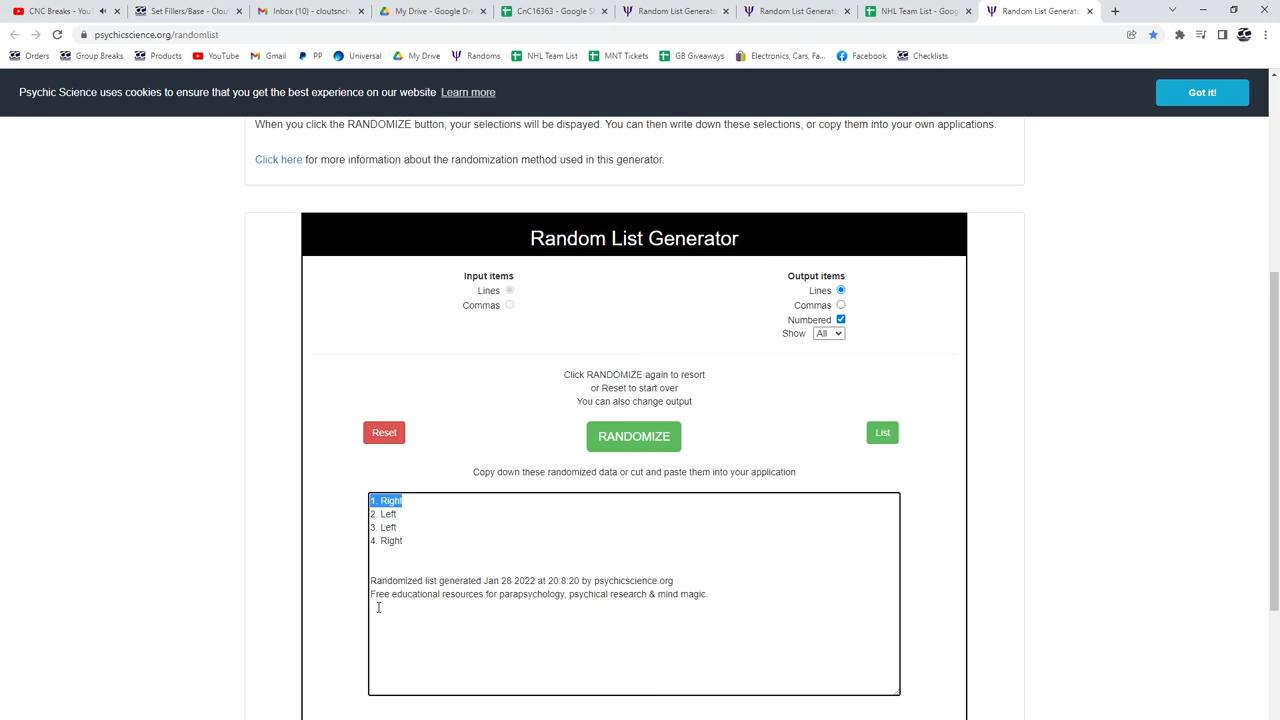 CNC Breaks - You
Set Fillers/Base - Clout
Inbox (10) - cloutsnch
My Drive - Google Dri
CnC16363 - Google Sh
Random List Generat
Random List Generato
NHL Team List - Goog
Random List Generato
psychicscience.org/randomlist
Orders
Group Breaks
Products
YouTube
Gmail
PP
Universal
My Drive
Randoms
NHL Team List
MNT Tickets
GB Giveaways
Electronics, Cars, Fa...
Facebook
Checklists
Psychic Science uses cookies to ensure that you get the best experience on our website Learn more
Got it!
When you click the RANDOMIZE button, your selections will be dispayed. You can then write down these selections, or copy them into your own applications.
Click here for more information about the randomization method used in this generator.
Random List Generator
Input items
Lines
Commas
Output items
Lines
Commas
Numbered
Show All
Click RANDOMIZE again to resort
or Reset to start over
You can also change output
Reset
RANDOMIZE
List
Copy down these randomized data or cut and paste them into your application
1. Right
2. Left
3. Left
4. Right
Randomized list generated Jan 28 2022 at 20:8:20 by psychicscience.org
Free educational resources for parapsychology, psychical research & mind magic.